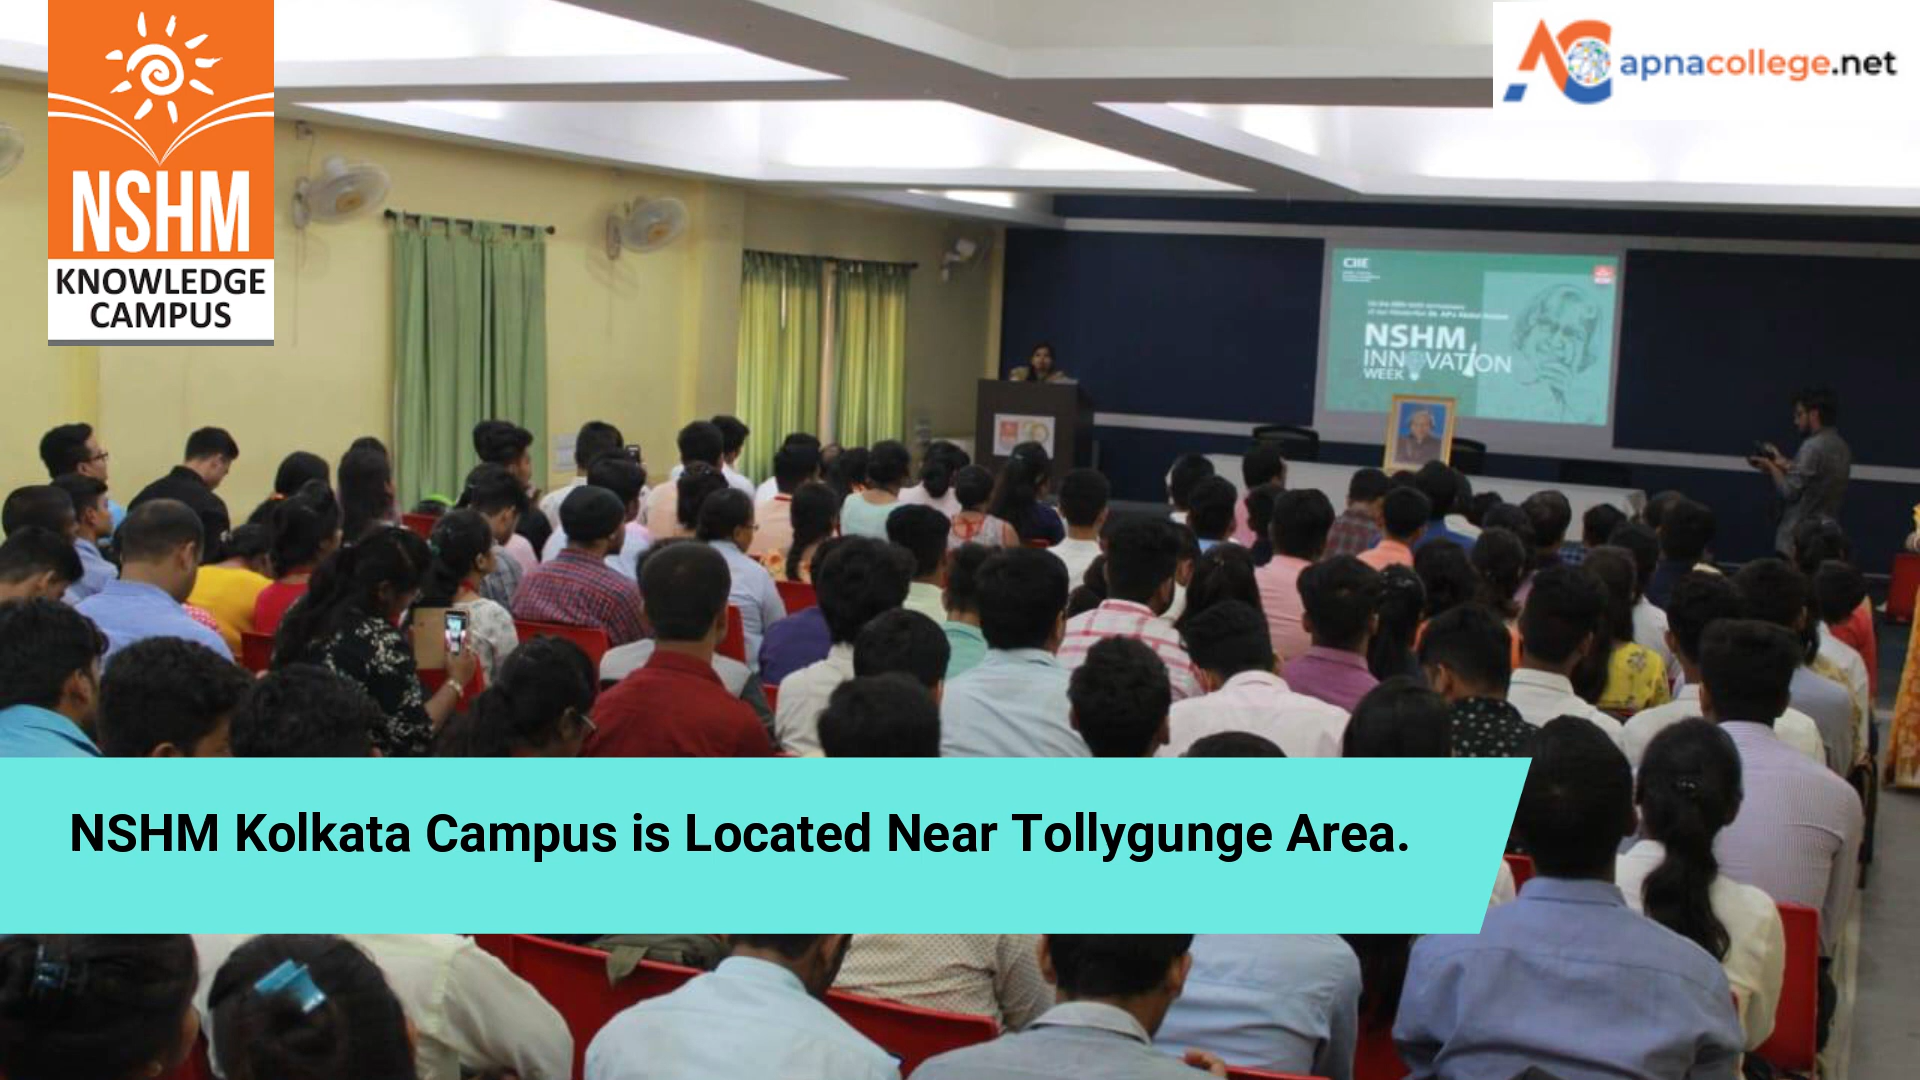 NSHM
KNOWLEDGE
CAMPUS
apnacollege.net
CIIE
NSHM
INNOVATION
WEEK
NSHM Kolkata Campus is Located Near Tollygunge Area.